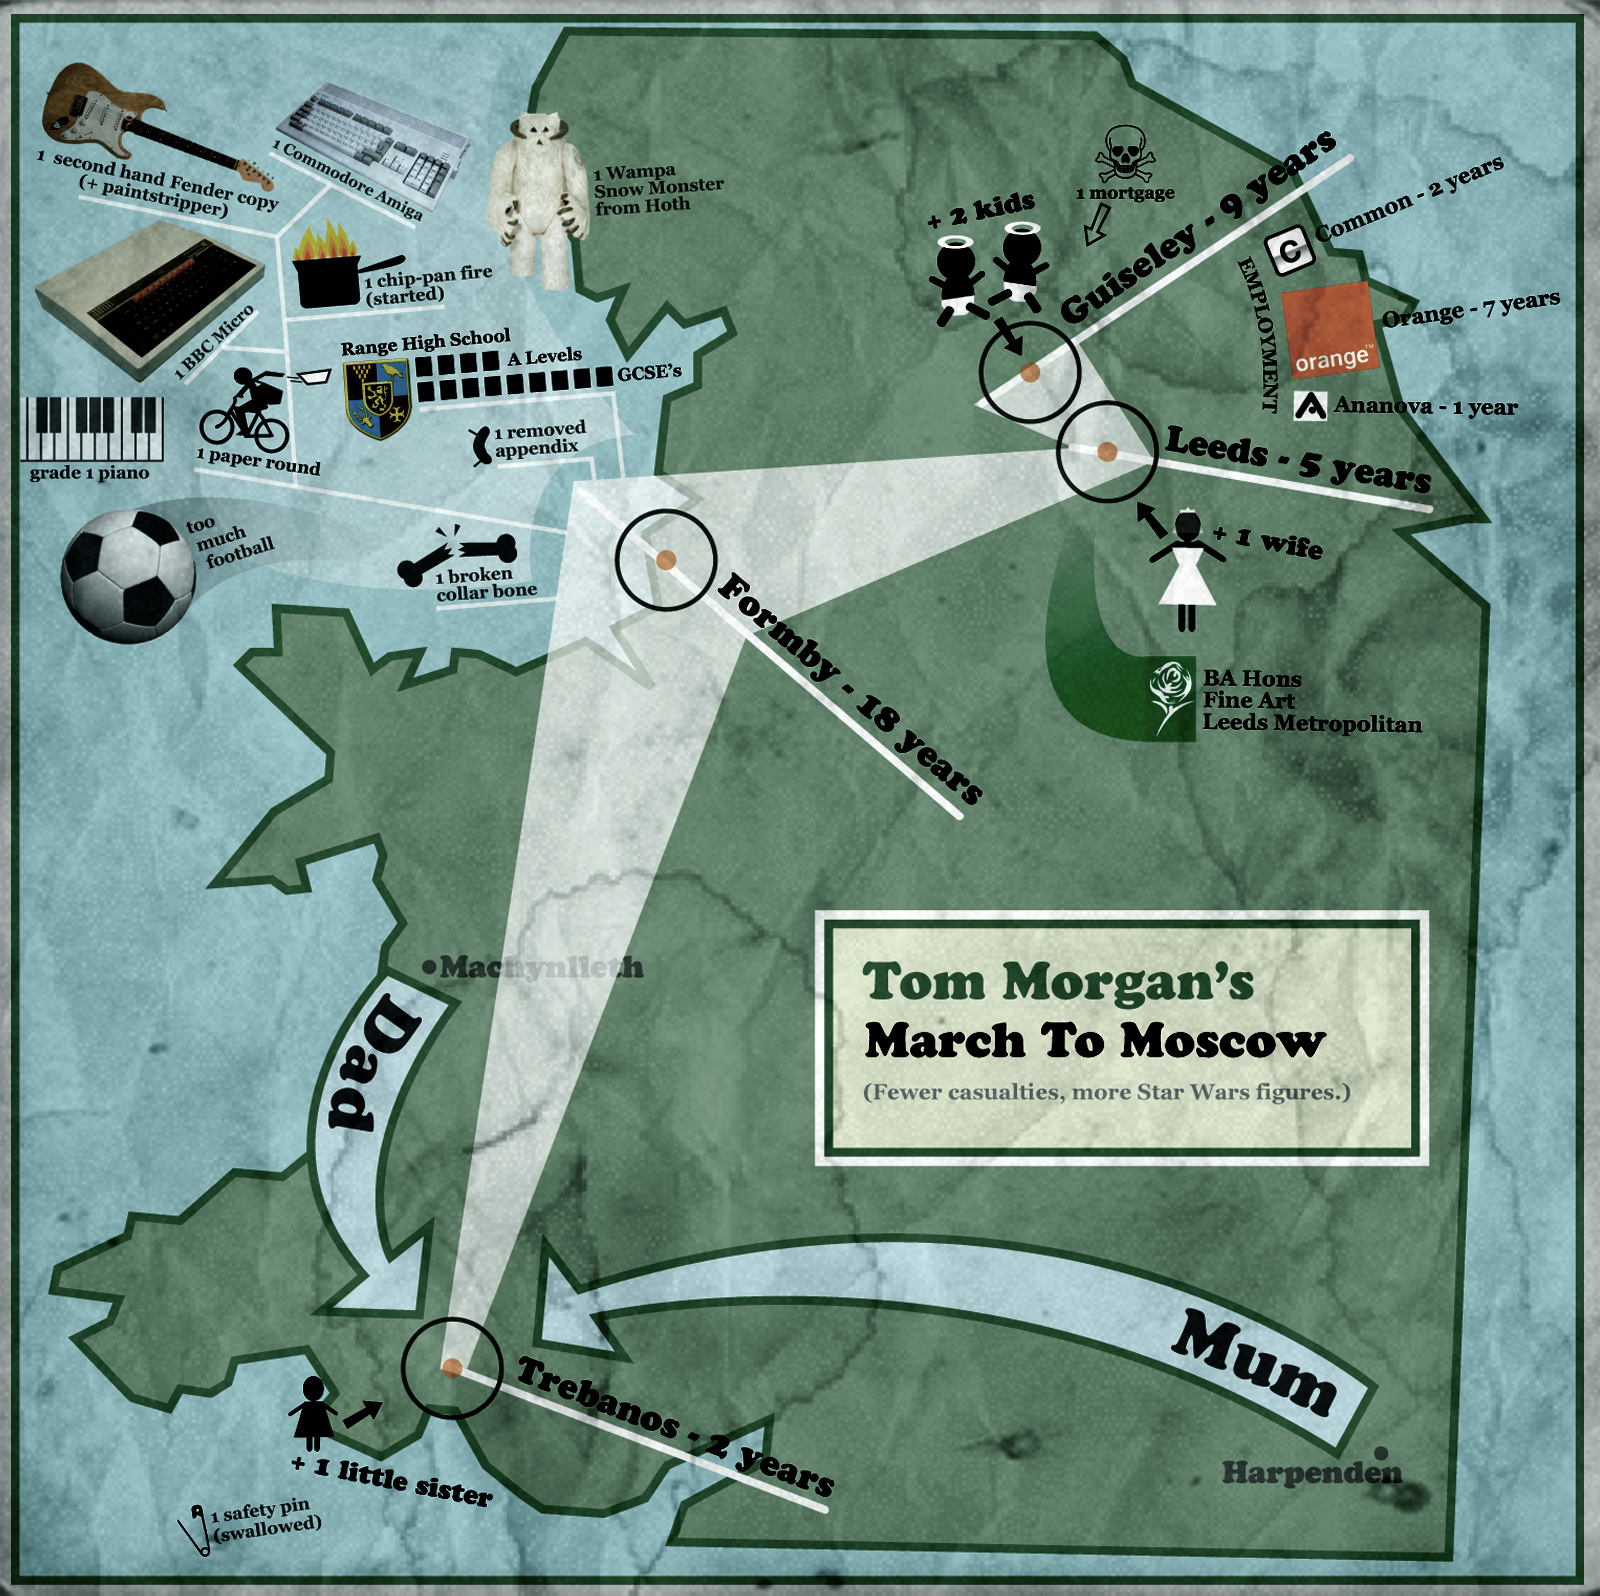 1 second hand Fender copy
(+ paintstripper)
1 Commodore Amiga
1 Wampa
Snow Monster
from Hoth
1 BBC Micro
1 chip-pan fire
(started)
Range High School
A Levels
GCSE's
grade 1 piano
1 paper round
1 removed
appendix
too
much
football
1 broken
collar bone
+ 2 kids
1 mortgage
Guiseley - 9 years
EMPLOYMENT
C
Common - 2 years
orange™
Orange - 7 years
Ananova - 1 year
Leeds - 5 years
+ 1 wife
BA Hons
Fine Art
Leeds Metropolitan
Formby - 18 years
Machynlleth
Dad
Tom Morgan's
March To Moscow
(Fewer casualties, more Star Wars figures.)
Mum
Harpenden
Trebanos - 2 years
+ 1 little sister
1 safety pin
(swallowed)